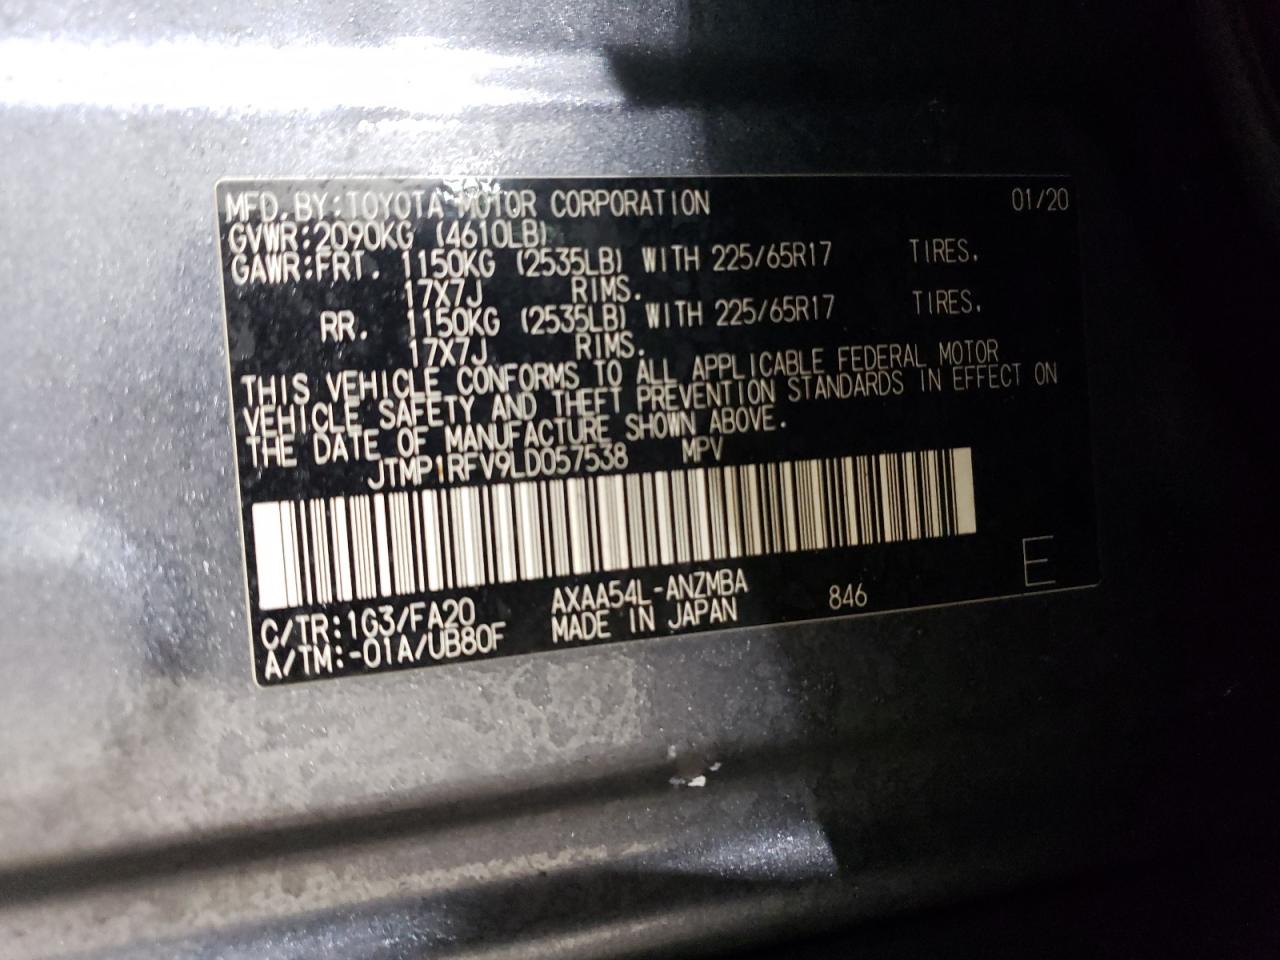 MFD.BY:TOYOTA MOTOR CORPORATION 01/20
GVWR:2090KG (4610LB)
GAWR:FRT. 1150KG (2535LB) WITH 225/65R17 TIRES.
17X7J RIMS.
RR. 1150KG (2535LB) WITH 225/65R17 TIRES.
17X7J RIMS.
THIS VEHICLE CONFORMS TO ALL APPLICABLE FEDERAL MOTOR
VEHICLE SAFETY AND THEFT PREVENTION STANDARDS IN EFFECT ON
THE DATE OF MANUFACTURE SHOWN ABOVE.
JTMP1RFV9LD057538 MPV
C/TR:1G3/FA20 AXAA54L-ANZMBA 846 E
A/TM:-01A/UB80F MADE IN JAPAN